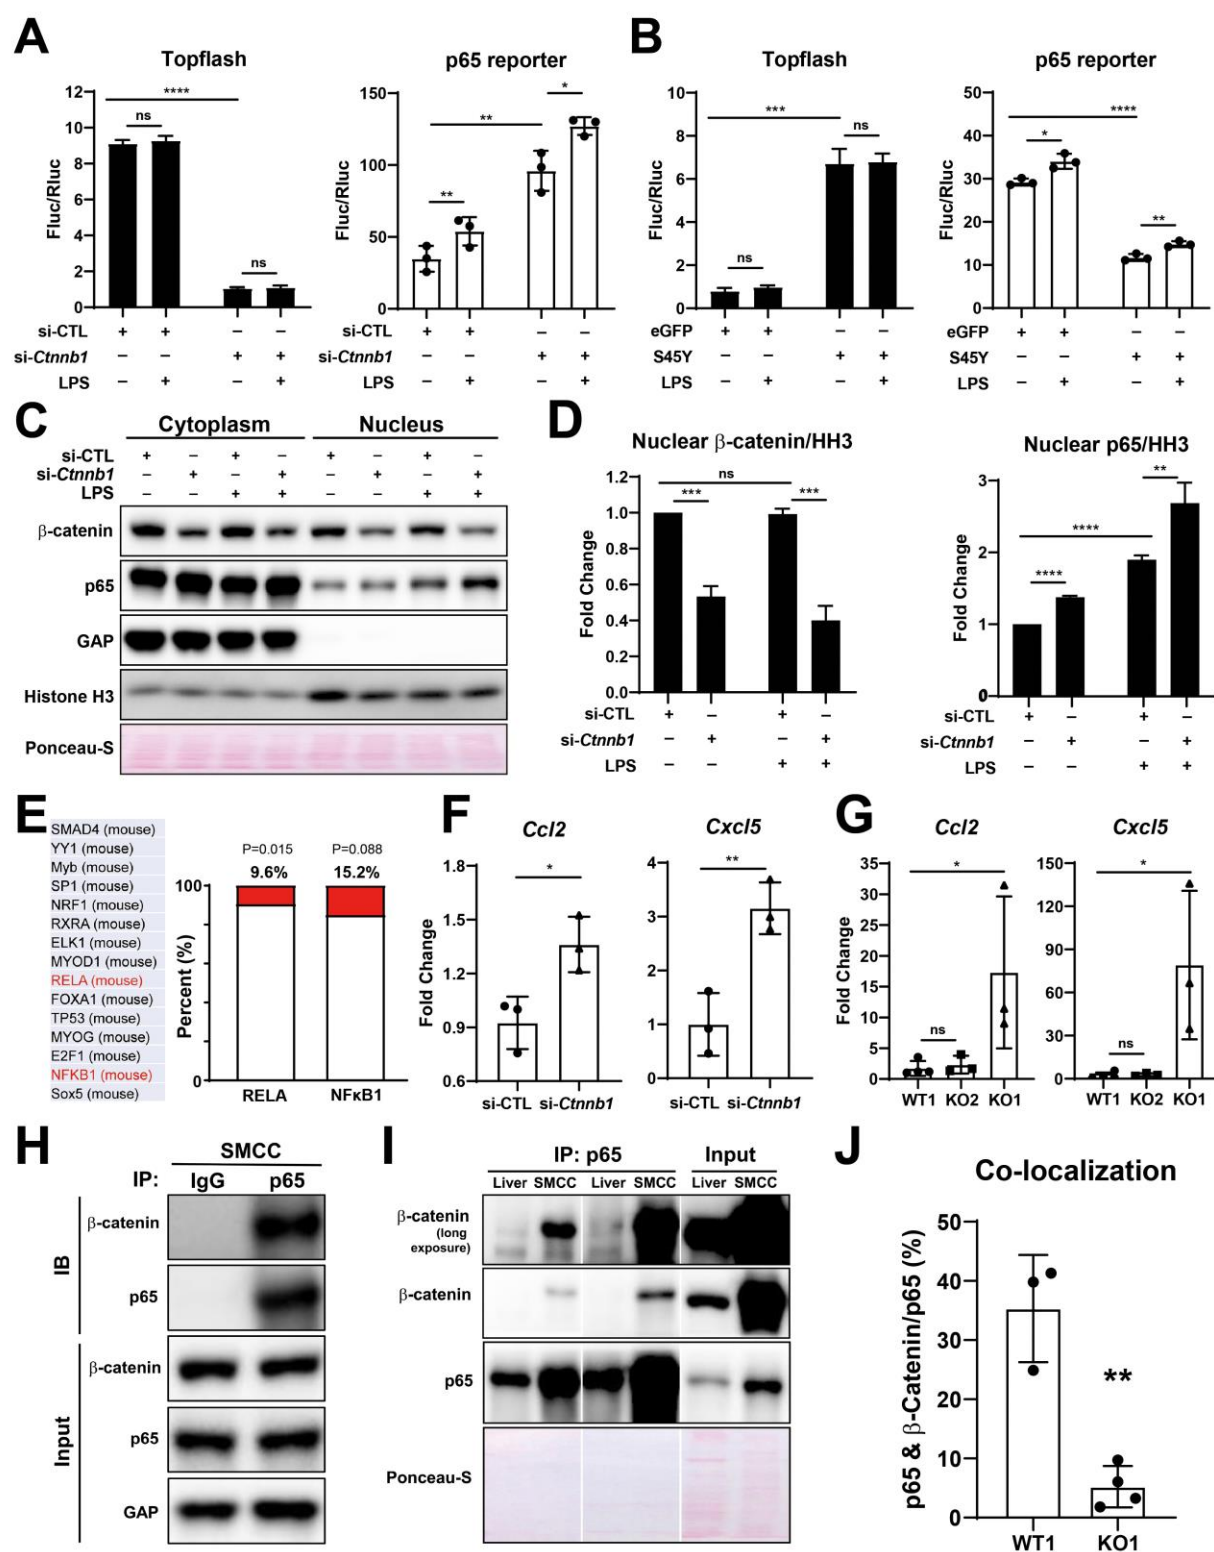 A
Topflash
****
ns
ns
Fluc/Rluc
12
10
8
6
4
2
0
si-CTL + + – –
si-Ctnnb1 – – + +
LPS – + – +
p65 reporter
**
*
**
Fluc/Rluc
150
100
50
0
si-CTL + + – –
si-Ctnnb1 – – + +
LPS – + – +
B
Topflash
***
ns
ns
Fluc/Rluc
10
8
6
4
2
0
eGFP + + – –
S45Y – – + +
LPS – + – +
p65 reporter
****
*
**
Fluc/Rluc
50
40
30
20
10
0
eGFP + + – –
S45Y – – + +
LPS – + – +
C
Cytoplasm Nucleus
si-CTL + – + – + – + –
si-Ctnnb1 – + – + – + – +
LPS – – + + – – + +
β-catenin
p65
GAP
Histone H3
Ponceau-S
D
Nuclear β-catenin/HH3
ns
***
***
Fold Change
1.2
1.0
0.8
0.6
0.4
0.2
0.0
si-CTL + – + –
si-Ctnnb1 – + – +
LPS – – + +
Nuclear p65/HH3
**
****
****
Fold Change
3
2
1
0
si-CTL + – + –
si-Ctnnb1 – + – +
LPS – – + +
E
SMAD4 (mouse)
YY1 (mouse)
Myb (mouse)
SP1 (mouse)
NRF1 (mouse)
RXRA (mouse)
ELK1 (mouse)
MYOD1 (mouse)
RELA (mouse)
FOXA1 (mouse)
TP53 (mouse)
MYOG (mouse)
E2F1 (mouse)
NFKB1 (mouse)
Sox5 (mouse)
P=0.015 P=0.088
9.6% 15.2%
Percent (%)
100
0
RELA NFκB1
F
Ccl2
*
Fold Change
1.8
1.5
1.2
0.9
0.6
si-CTL si-Ctnnb1
Cxcl5
**
4
3
2
1
0
si-CTL si-Ctnnb1
G
Ccl2
*
ns
Fold Change
35
30
25
20
15
10
5
0
WT1 KO2 KO1
Cxcl5
*
ns
150
120
90
60
30
0
WT1 KO2 KO1
H
SMCC
IP: IgG p65
IB
β-catenin
p65
Input
β-catenin
p65
GAP
I
IP: p65 Input
Liver SMCC Liver SMCC Liver SMCC
β-catenin
(long
exposure)
β-catenin
p65
Ponceau-S
J
Co-localization
p65 & β-Catenin/p65 (%)
50
40
30
20
10
0
**
WT1 KO1